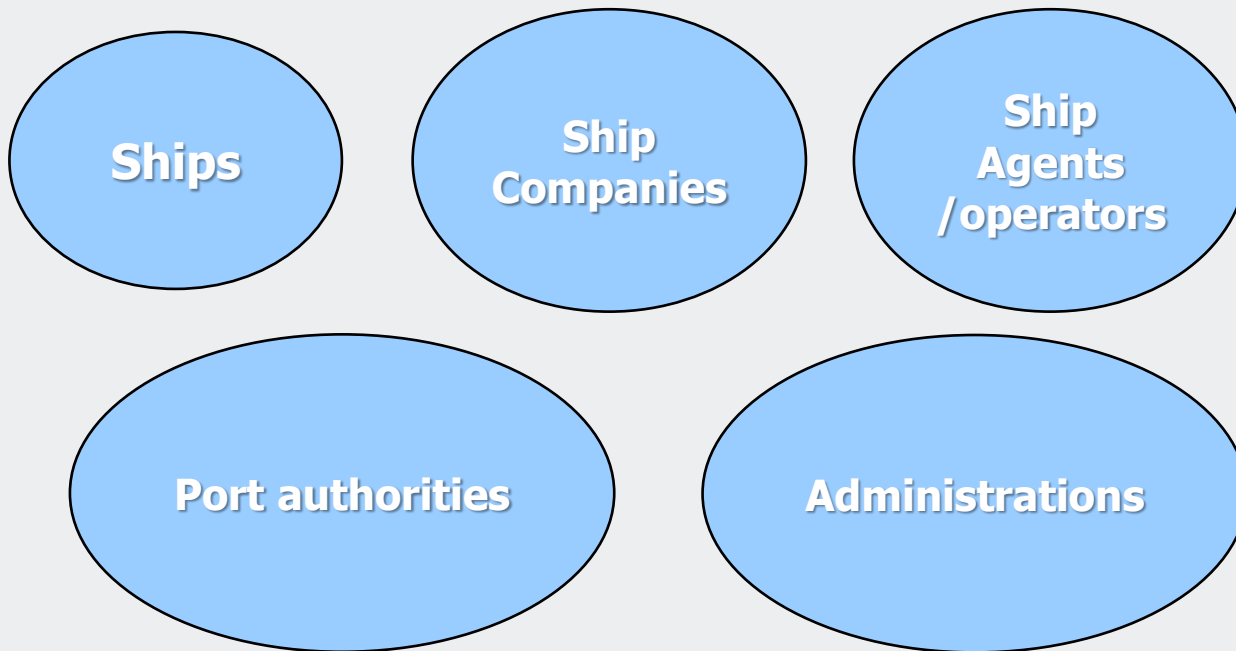 Ships
Ship
Companies
Ship
Agents
/operators
Port authorities
Administrations